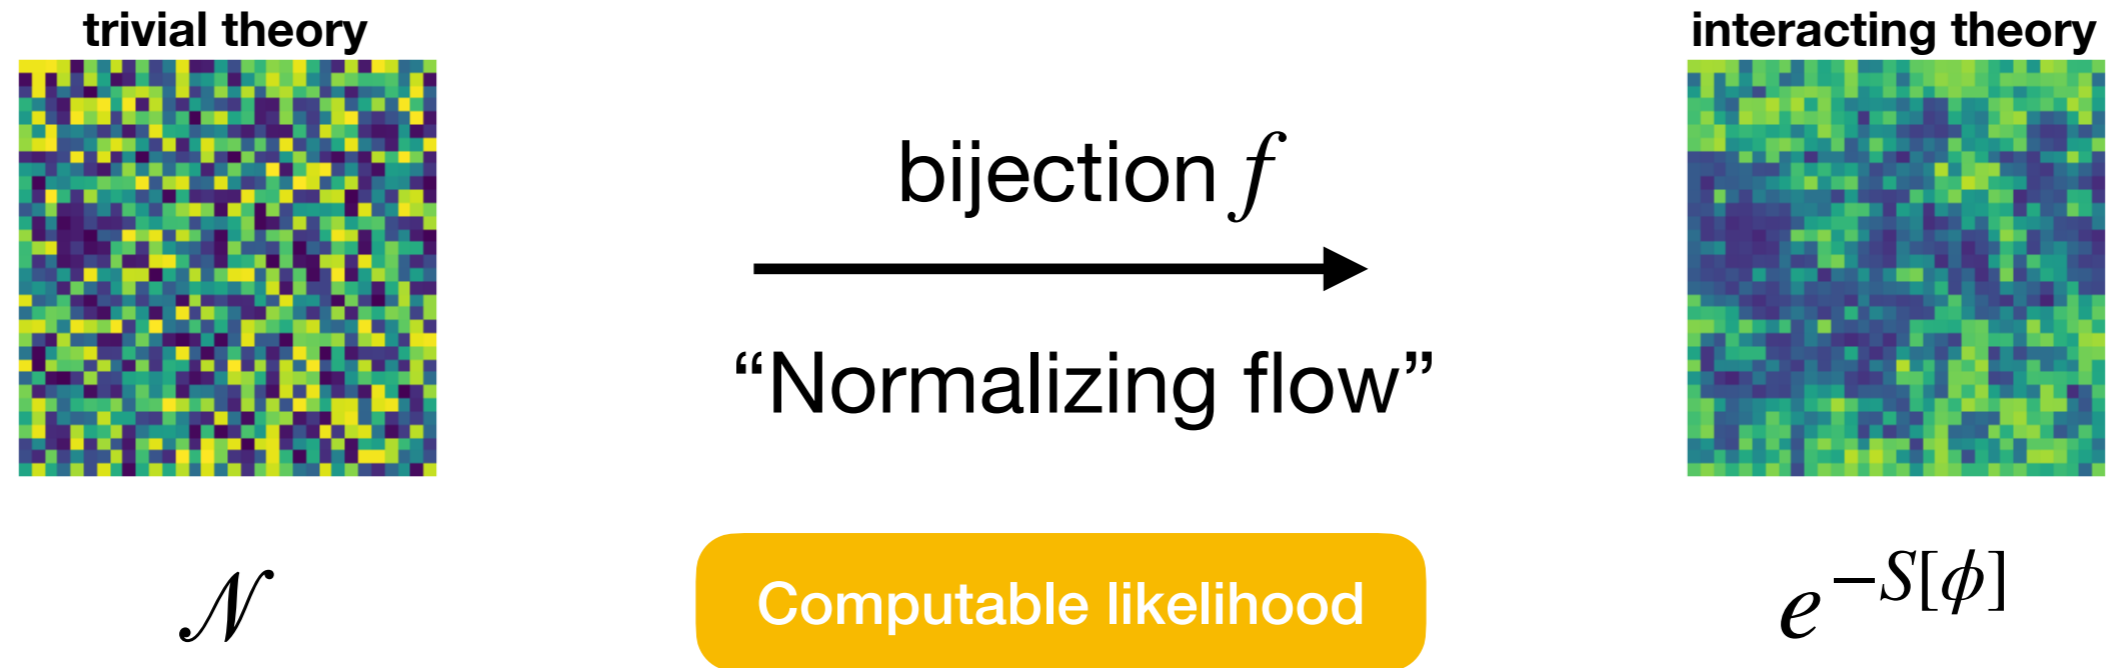 trivial theory
interacting theory
bijection f
“Normalizing flow”
𝒩
Computable likelihood
e^{-S[ϕ]}